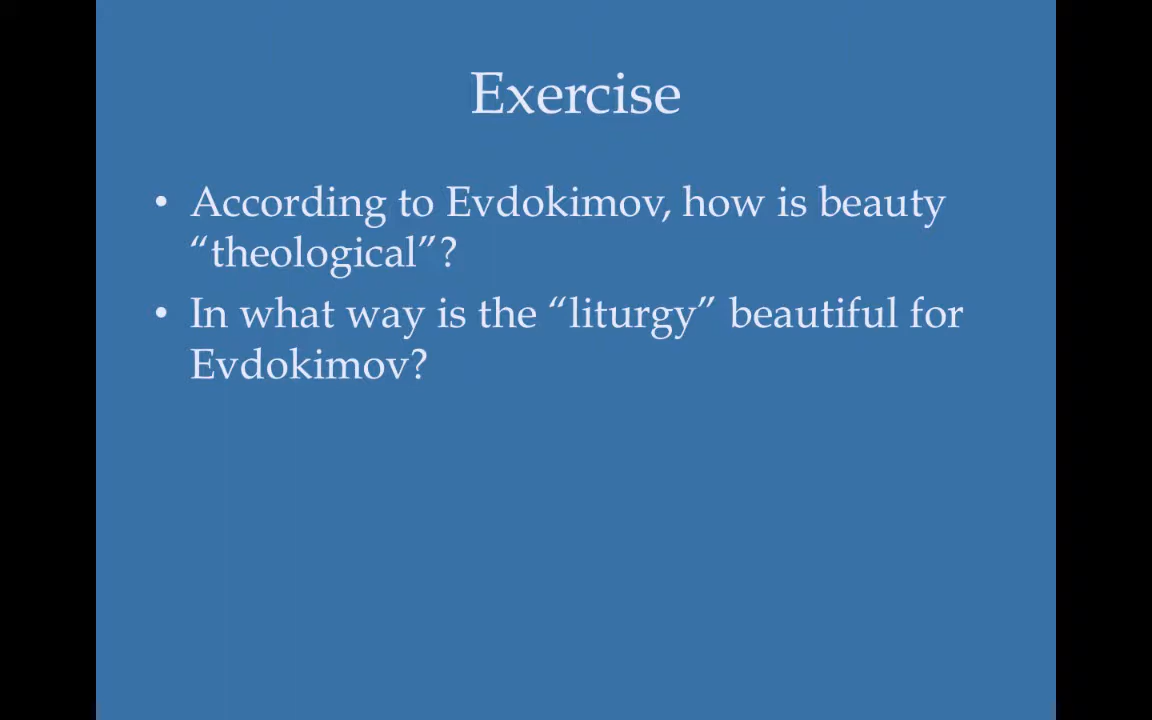 Exercise
• According to Evdokimov, how is beauty
“theological”?
• In what way is the “liturgy” beautiful for
Evdokimov?